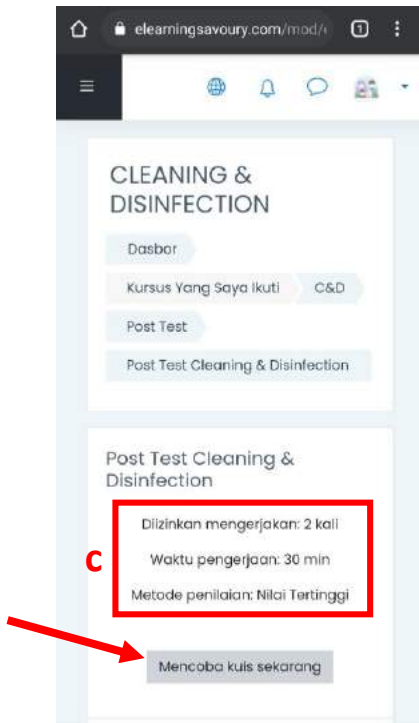 elearningsavoury.com/mod/
1
CLEANING &
DISINFECTION
Dasbor
Kursus Yang Saya Ikuti C&D
Post Test
Post Test Cleaning & Disinfection
Post Test Cleaning &
Disinfection
Diizinkan mengerjakan: 2 kali
C
Waktu pengerjaan: 30 min
Metode penilaian: Nilai Tertinggi
Mencoba kuis sekarang